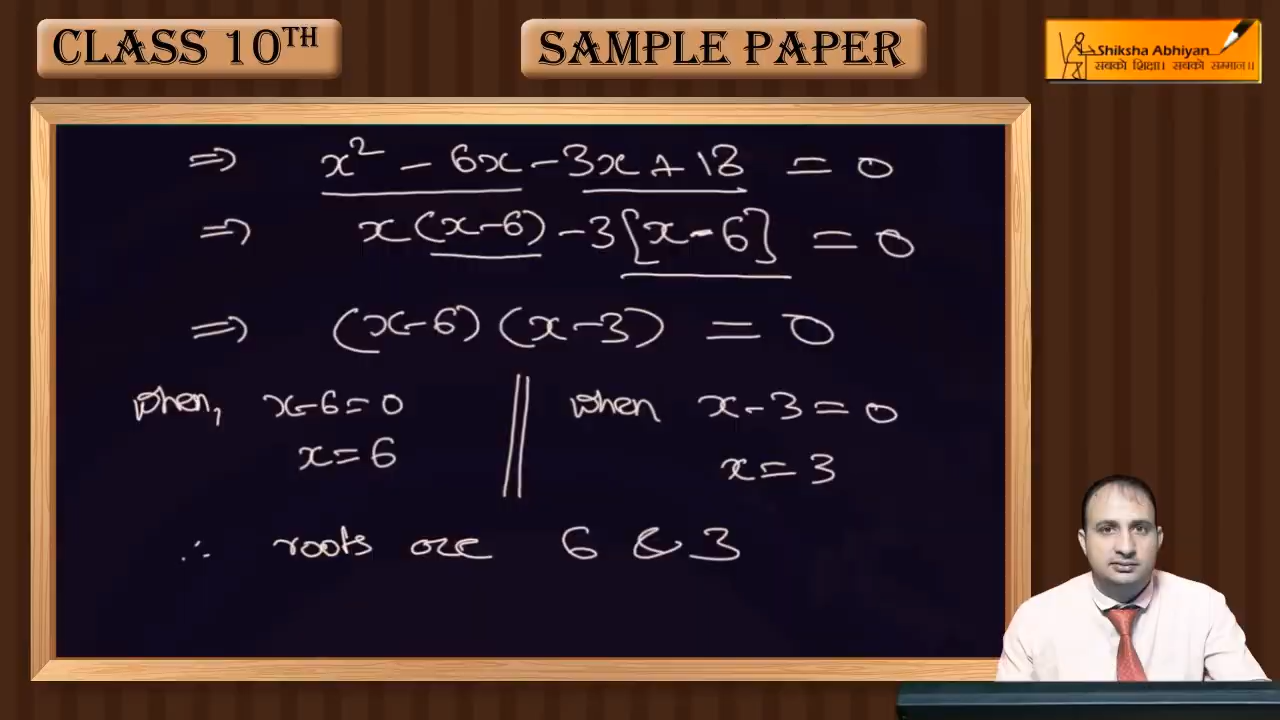 CLASS 10TH
SAMPLE PAPER
Shiksha Abhiyan
सबको शिक्षा। सबको सम्मान।।
⇒ x² - 6x - 3x + 18 = 0
⇒ x(x-6) - 3[x-6] = 0
⇒ (x-6) (x-3) = 0
when, x-6=0
x=6
when x-3=0
x=3
∴ roots are 6 & 3